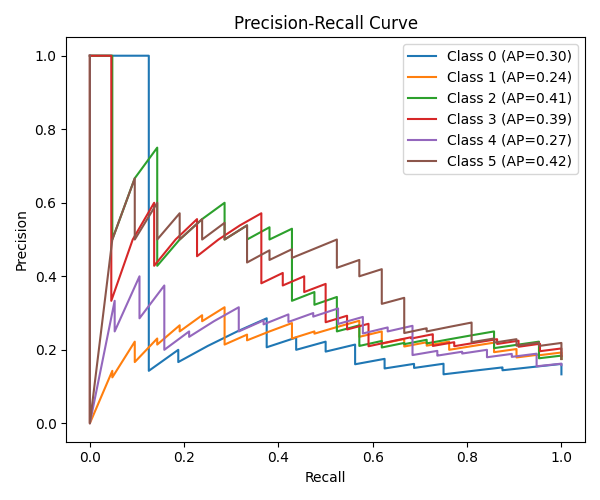 Precision-Recall Curve
Class 0 (AP=0.30)
Class 1 (AP=0.24)
Class 2 (AP=0.41)
Class 3 (AP=0.39)
Class 4 (AP=0.27)
Class 5 (AP=0.42)
Precision
1.0
0.8
0.6
0.4
0.2
0.0
0.0 0.2 0.4 0.6 0.8 1.0
Recall